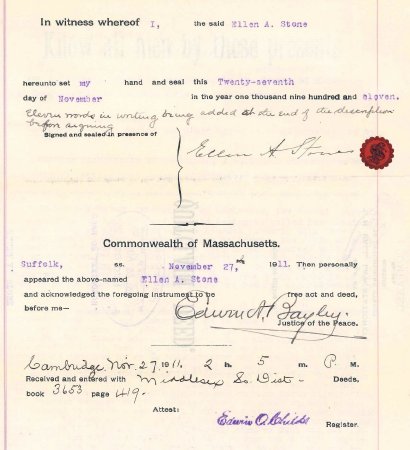 In witness whereof I, the said Ellen A. Stone
hereunto set my hand and seal this Twenty-seventh
day of November in the year one thousand nine hundred and eleven.
Eleven words in writing being added at the end of the description
before signing
Signed and sealed in presence of
Ellen A. Stone
Commonwealth of Massachusetts.
Suffolk, ss. November 27, 1911. Then personally
appeared the above-named Ellen A. Stone
and acknowledged the foregoing instrument to be free act and deed,
before me—
Edwin A. Bayley.
Justice of the Peace.
Cambridge, Nov. 27, 1911. 2 h. 5 m. P. M.
Received and entered with Middlesex So. Dist. Deeds,
book 3653 page 419.
Attest:
Edwin O. Childs
Register.